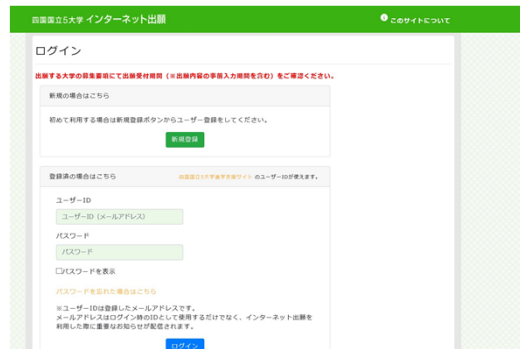 四国国立5大学 インターネット出願
このサイトについて
ログイン
出願する大学の募集要項にて出願受付期間（※出願内容の事前入力期間を含む）をご確認ください。
新規の場合はこちら
初めて利用する場合は新規登録ボタンからユーザー登録をしてください。
新規登録
登録済の場合はこちら
四国国立5大学進学支援サイト のユーザーIDが使えます。
ユーザーID
ユーザーID（メールアドレス）
パスワード
パスワード
パスワードを表示
パスワードを忘れた場合はこちら
※ユーザーIDは登録したメールアドレスです。
メールアドレスはログイン時のIDとして使用するだけでなく、インターネット出願を
利用した際に重要なお知らせが配信されます。
ログイン